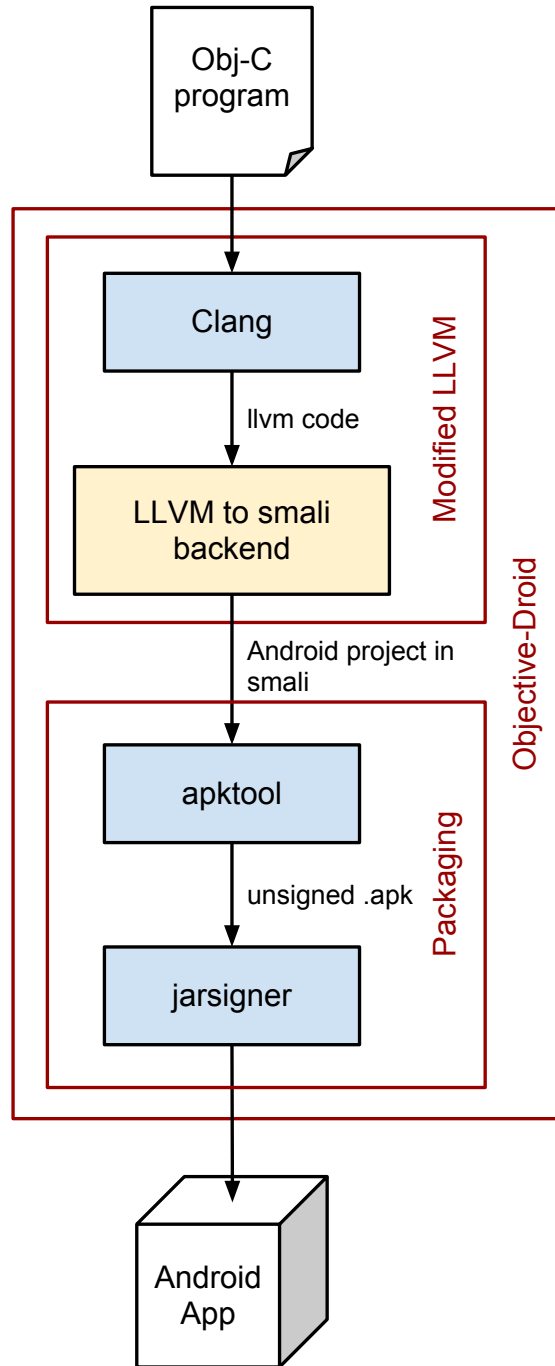 Obj-C
program
Clang
llvm code
Modified LLVM
LLVM to smali
backend
Android project in
smali
Objective-Droid
apktool
unsigned .apk
Packaging
jarsigner
Android
App